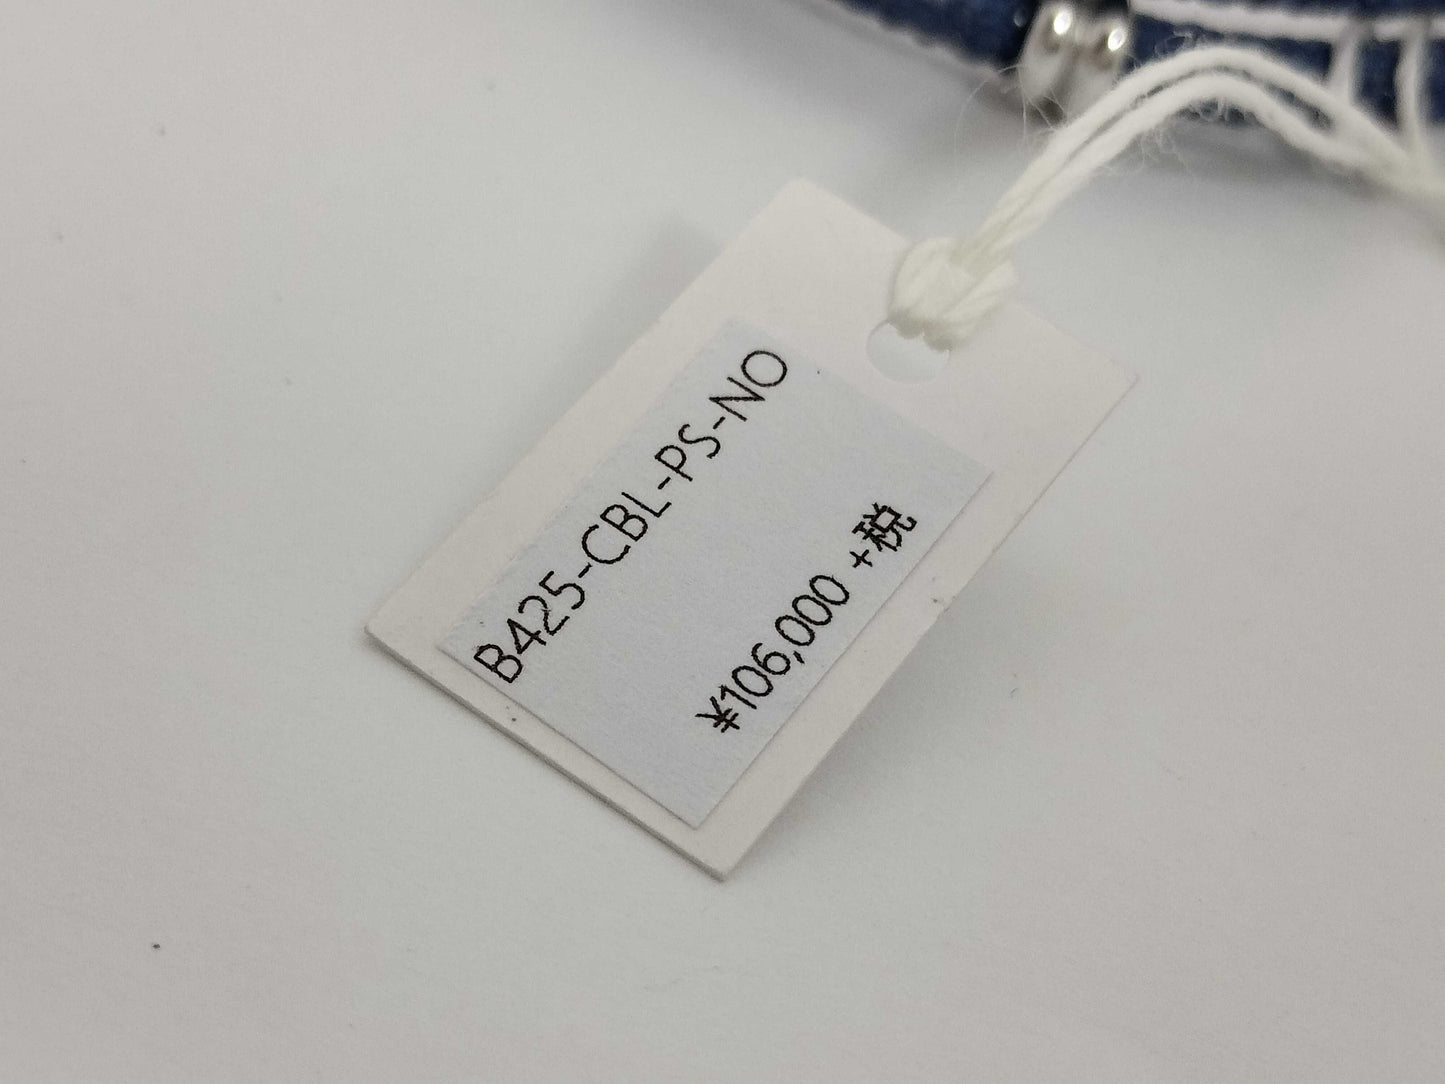 B425-CBL-PS-NO
¥106,000 +税